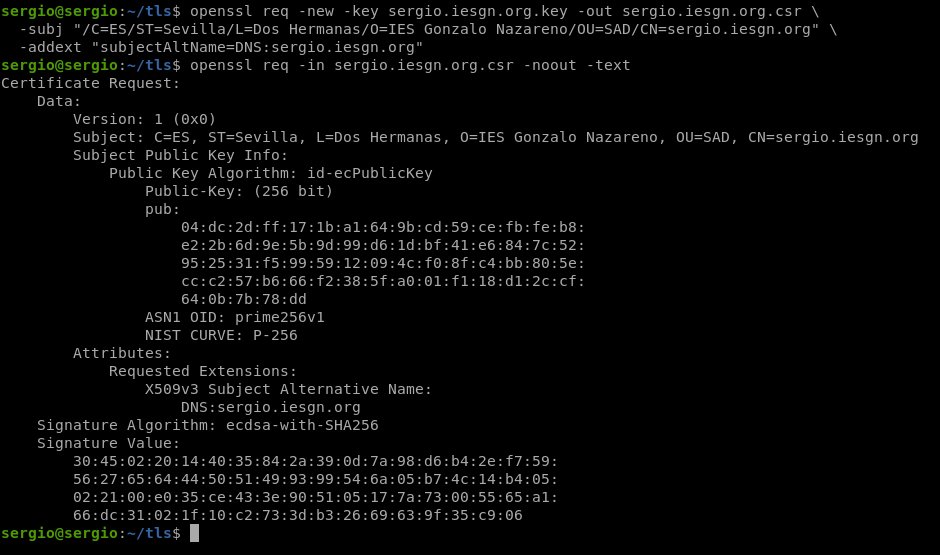 sergio@sergio:~/tls$ openssl req -new -key sergio.iesgn.org.key -out sergio.iesgn.org.csr \
  -subj "/C=ES/ST=Sevilla/L=Dos Hermanas/O=IES Gonzalo Nazareno/OU=SAD/CN=sergio.iesgn.org" \
  -addext "subjectAltName=DNS:sergio.iesgn.org"
sergio@sergio:~/tls$ openssl req -in sergio.iesgn.org.csr -noout -text
Certificate Request:
    Data:
        Version: 1 (0x0)
        Subject: C=ES, ST=Sevilla, L=Dos Hermanas, O=IES Gonzalo Nazareno, OU=SAD, CN=sergio.iesgn.org
        Subject Public Key Info:
            Public Key Algorithm: id-ecPublicKey
                Public-Key: (256 bit)
                pub:
                    04:dc:2d:ff:17:1b:a1:64:9b:cd:59:ce:fb:fe:b8:
                    e2:2b:6d:9e:5b:9d:99:d6:1d:bf:41:e6:84:7c:52:
                    95:25:31:f5:99:59:12:09:4c:f0:8f:c4:bb:80:5e:
                    cc:c2:57:b6:66:f2:38:5f:a0:01:f1:18:d1:2c:cf:
                    64:0b:7b:78:dd
                ASN1 OID: prime256v1
                NIST CURVE: P-256
        Attributes:
            Requested Extensions:
                X509v3 Subject Alternative Name:
                    DNS:sergio.iesgn.org
    Signature Algorithm: ecdsa-with-SHA256
    Signature Value:
        30:45:02:20:14:40:35:84:2a:39:0d:7a:98:d6:b4:2e:f7:59:
        56:27:65:64:44:50:51:49:93:99:54:6a:05:b7:4c:14:b4:05:
        02:21:00:e0:35:ce:43:3e:90:51:05:17:7a:73:00:55:65:a1:
        66:dc:31:02:1f:10:c2:73:3d:b3:26:69:63:9f:35:c9:06
sergio@sergio:~/tls$